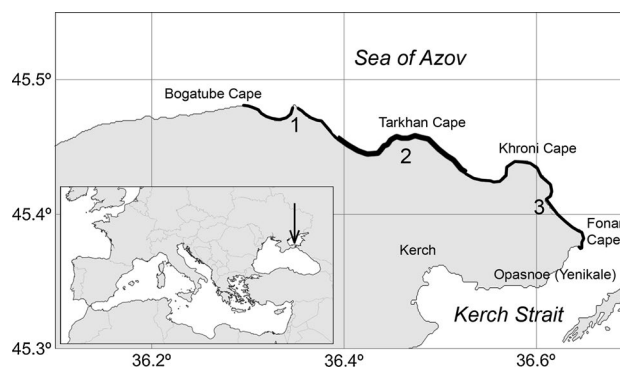 Sea of Azov
45.5º
Bogatube Cape
1
Tarkhan Cape
2
Khroni Cape
45.4º
3
Fonar
Cape
Kerch
Opasnoe (Yenikale)
Kerch Strait
45.3º
36.2º
36.4º
36.6º